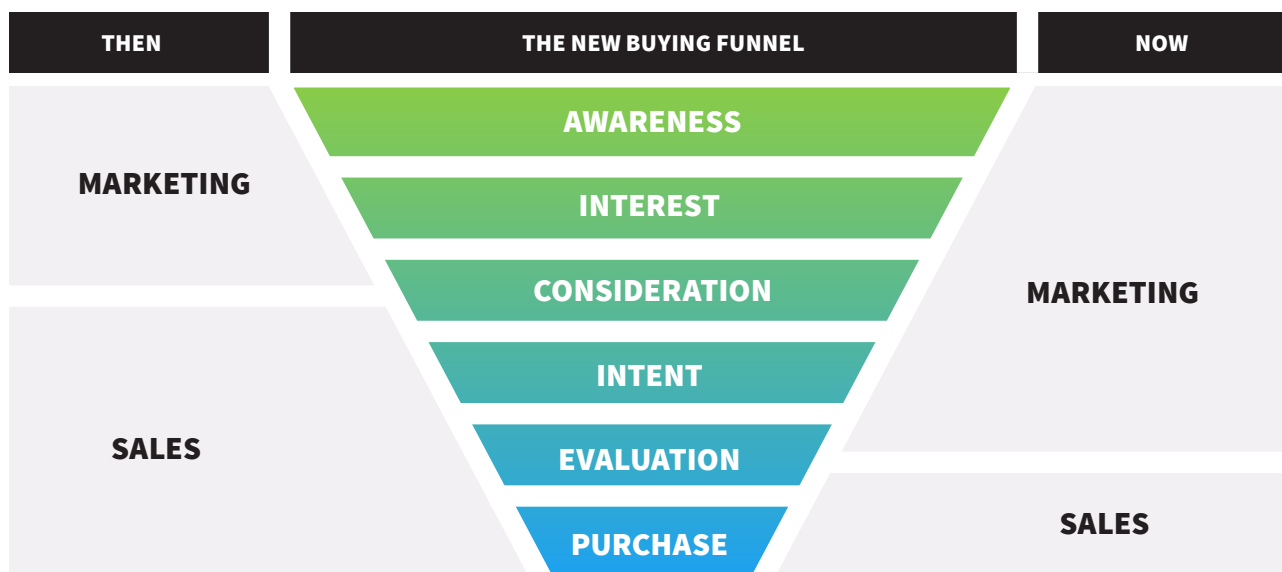 THEN
THE NEW BUYING FUNNEL
NOW
AWARENESS
MARKETING
INTEREST
CONSIDERATION
MARKETING
INTENT
SALES
EVALUATION
SALES
PURCHASE